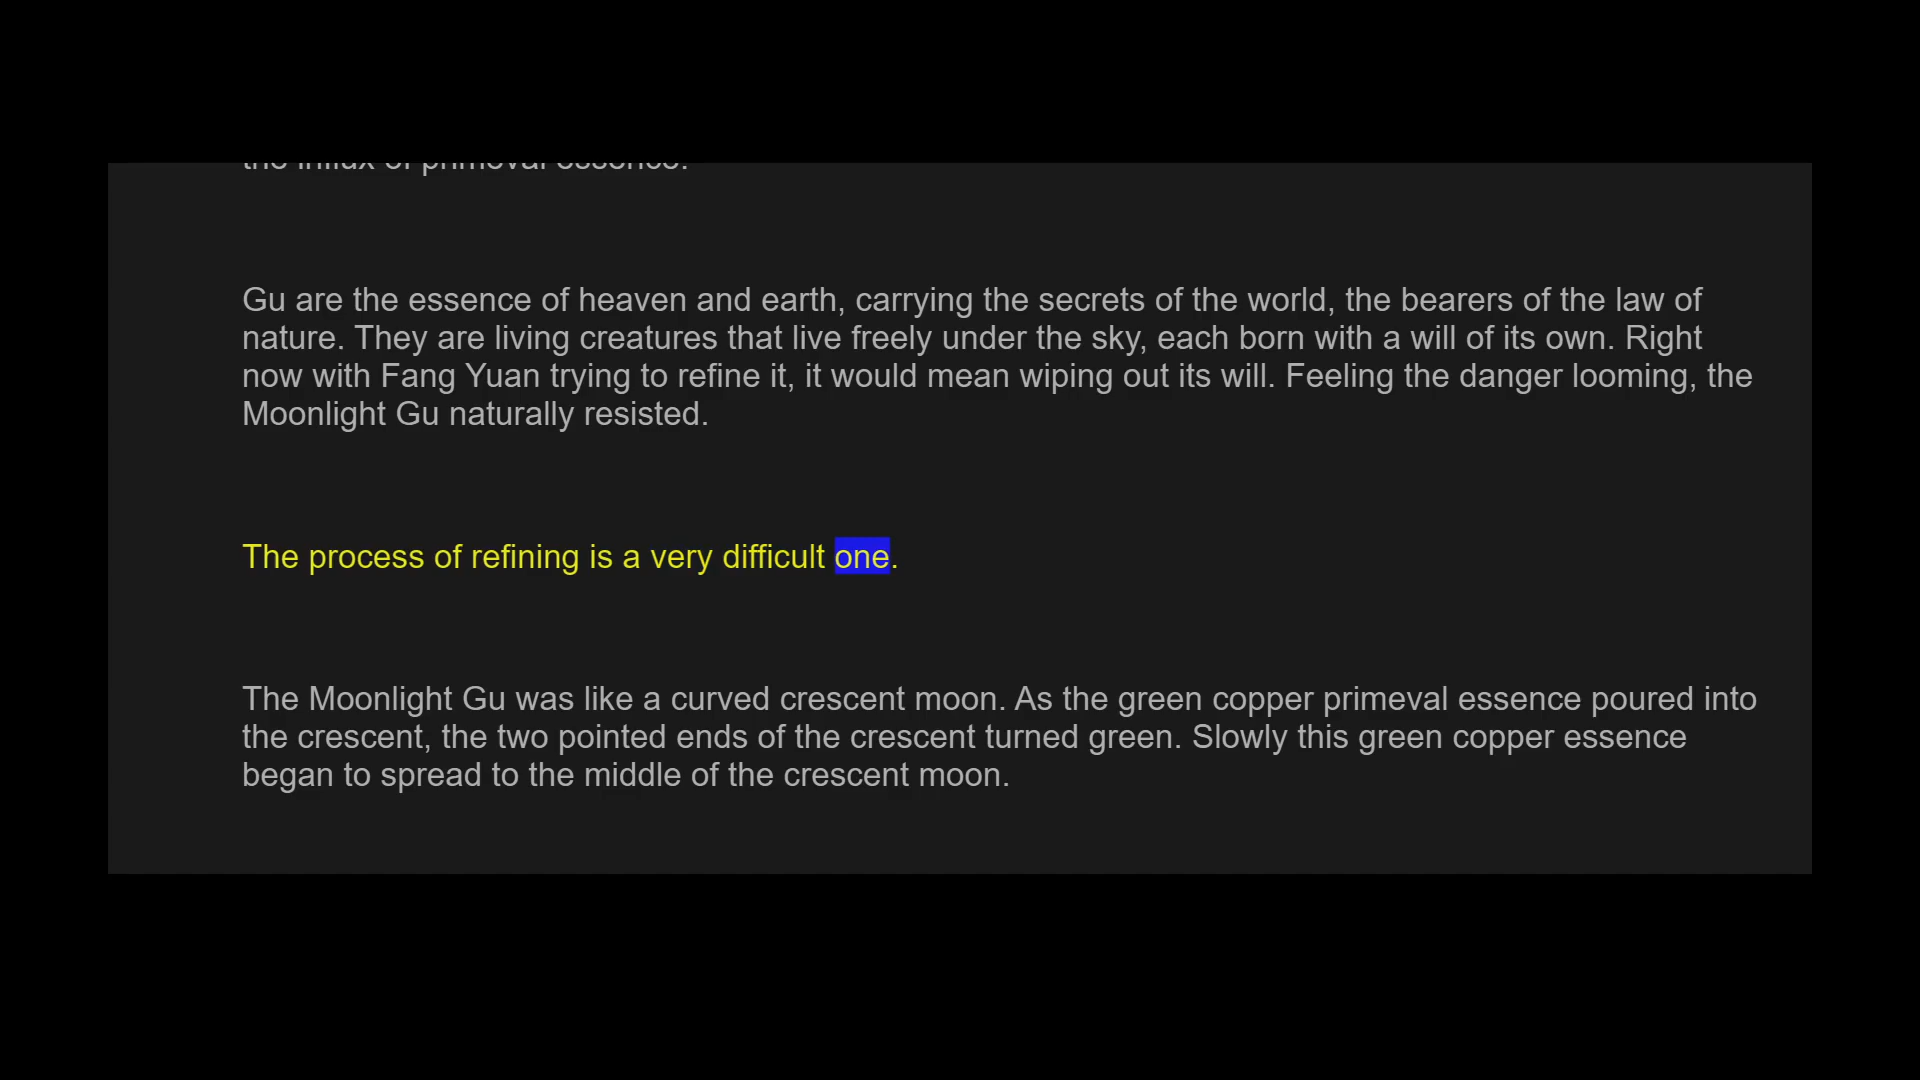 the influx of primeval essence.
Gu are the essence of heaven and earth, carrying the secrets of the world, the bearers of the law of
nature. They are living creatures that live freely under the sky, each born with a will of its own. Right
now with Fang Yuan trying to refine it, it would mean wiping out its will. Feeling the danger looming, the
Moonlight Gu naturally resisted.
The process of refining is a very difficult one.
The Moonlight Gu was like a curved crescent moon. As the green copper primeval essence poured into
the crescent, the two pointed ends of the crescent turned green. Slowly this green copper essence
began to spread to the middle of the crescent moon.